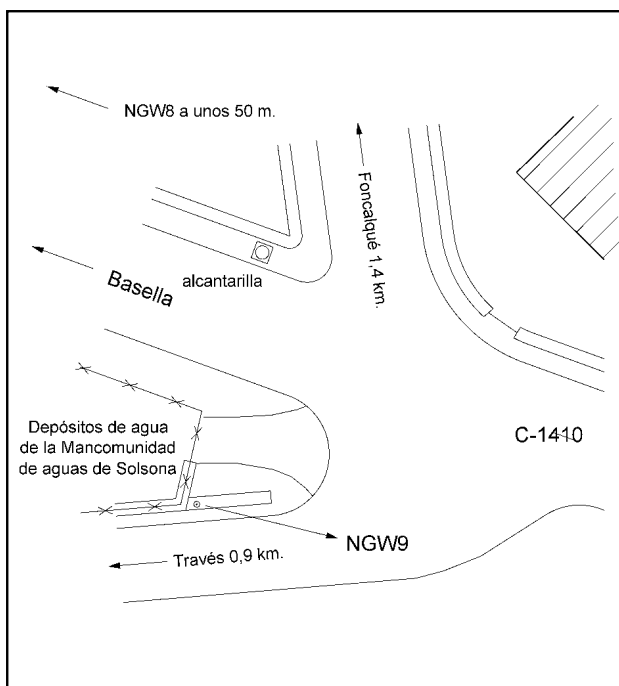 NGW8 a unos 50 m.
Foncalqué 1,4 km.
Basella
alcantarilla
Depósitos de agua
de la Mancomunidad
de aguas de Solsona
C-1410
NGW9
Través 0,9 km.